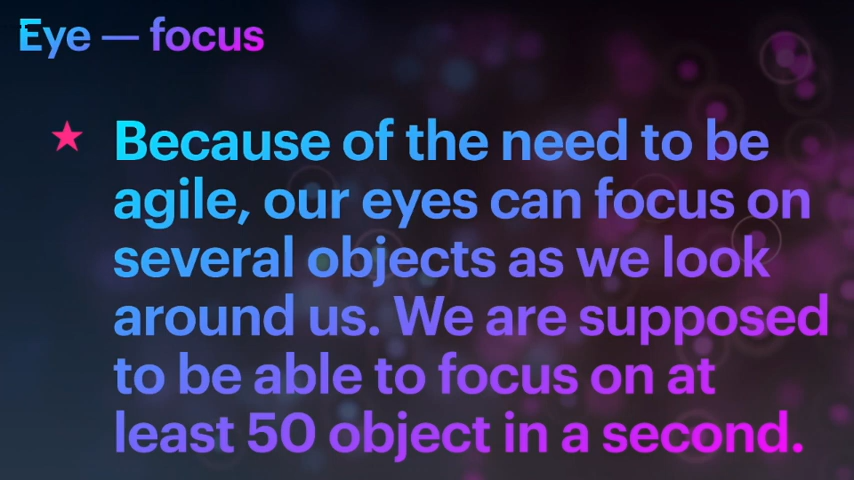 Eye — focus
★ Because of the need to be
agile, our eyes can focus on
several objects as we look
around us. We are supposed
to be able to focus on at
least 50 object in a second.